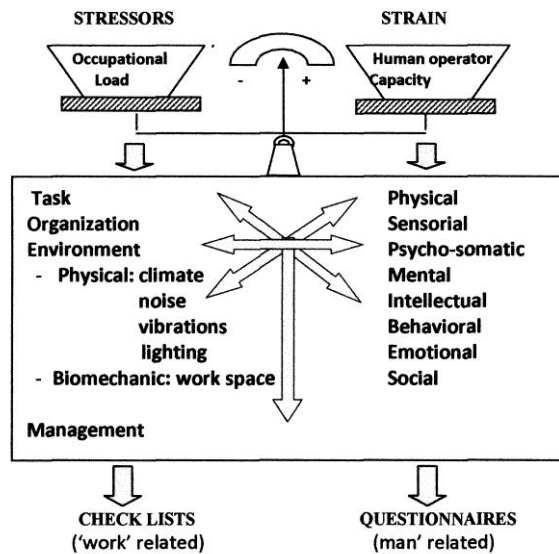 STRESSORS
STRAIN
Occupational
Load
- +
Human operator
Capacity
Task
Organization
Environment
- Physical: climate
noise
vibrations
lighting
- Biomechanic: work space
Management
Physical
Sensorial
Psycho-somatic
Mental
Intellectual
Behavioral
Emotional
Social
CHECK LISTS
('work' related)
QUESTIONNAIRES
(man' related)